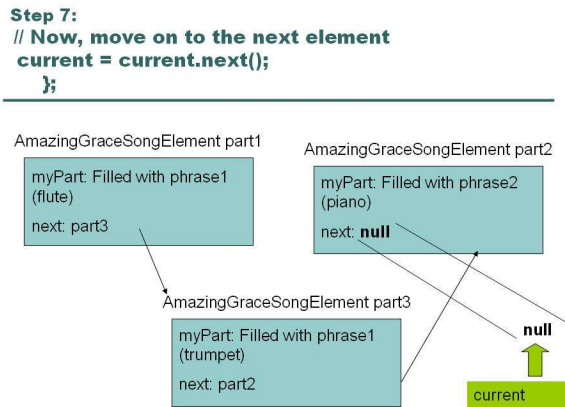 Step 7:
// Now, move on to the next element
current = current.next();
};
AmazingGraceSongElement part1
myPart: Filled with phrase1
(flute)
next: part3
AmazingGraceSongElement part2
myPart: Filled with phrase2
(piano)
next: null
AmazingGraceSongElement part3
myPart: Filled with phrase1
(trumpet)
next: part2
null
current